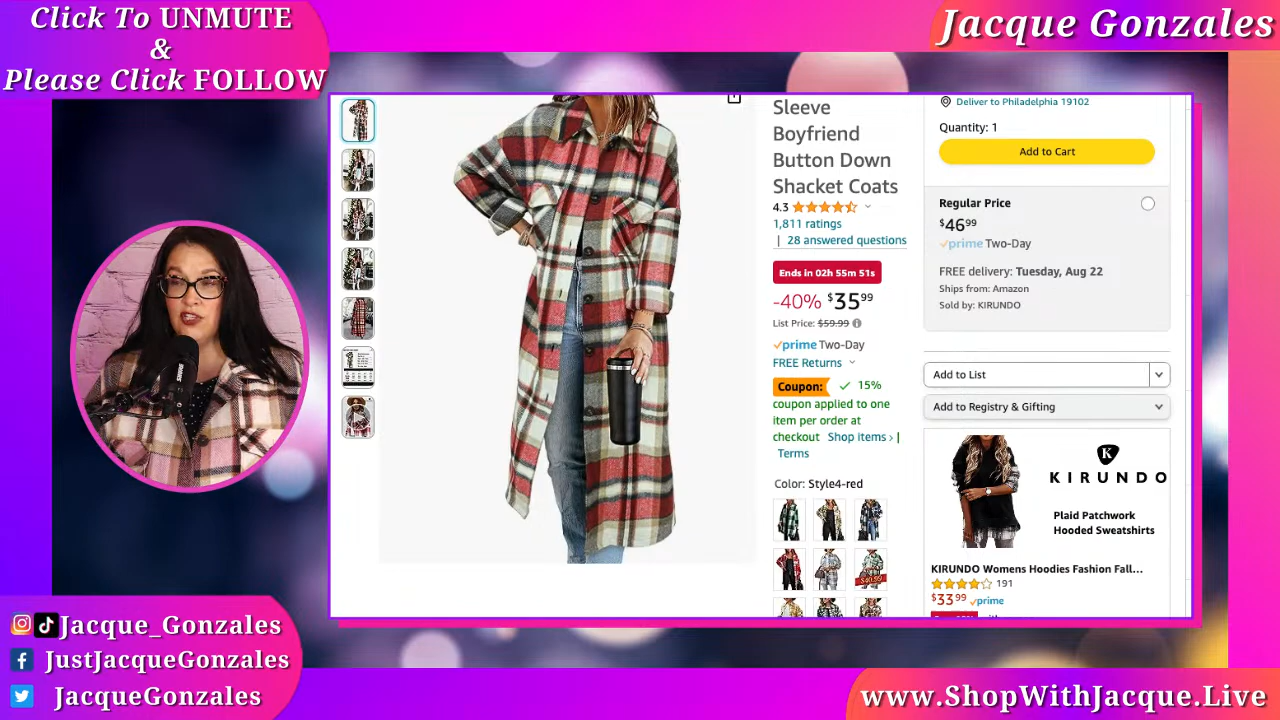 Click To UNMUTE
&
Please Click FOLLOW
Jacque Gonzales
Sleeve
Boyfriend
Button Down
Shacket Coats
4.3
1,811 ratings
| 28 answered questions
Ends in 02h 55m 51s
-40% $35 99
List Price: $59.99
prime Two-Day
FREE Returns
Coupon: 15%
coupon applied to one
item per order at
checkout Shop items › |
Terms
Color: Style4-red
$40.99
Deliver to Philadelphia 19102
Quantity: 1
Add to Cart
Regular Price
$46 99
prime Two-Day
FREE delivery: Tuesday, Aug 22
Ships from: Amazon
Sold by: KIRUNDO
Add to List
Add to Registry & Gifting
K
KIRUNDO
Plaid Patchwork
Hooded Sweatshirts
KIRUNDO Womens Hoodies Fashion Fall...
191
$33 99 prime
Jacque_Gonzales
JustJacqueGonzales
JacqueGonzales
www.ShopWithJacque.Live